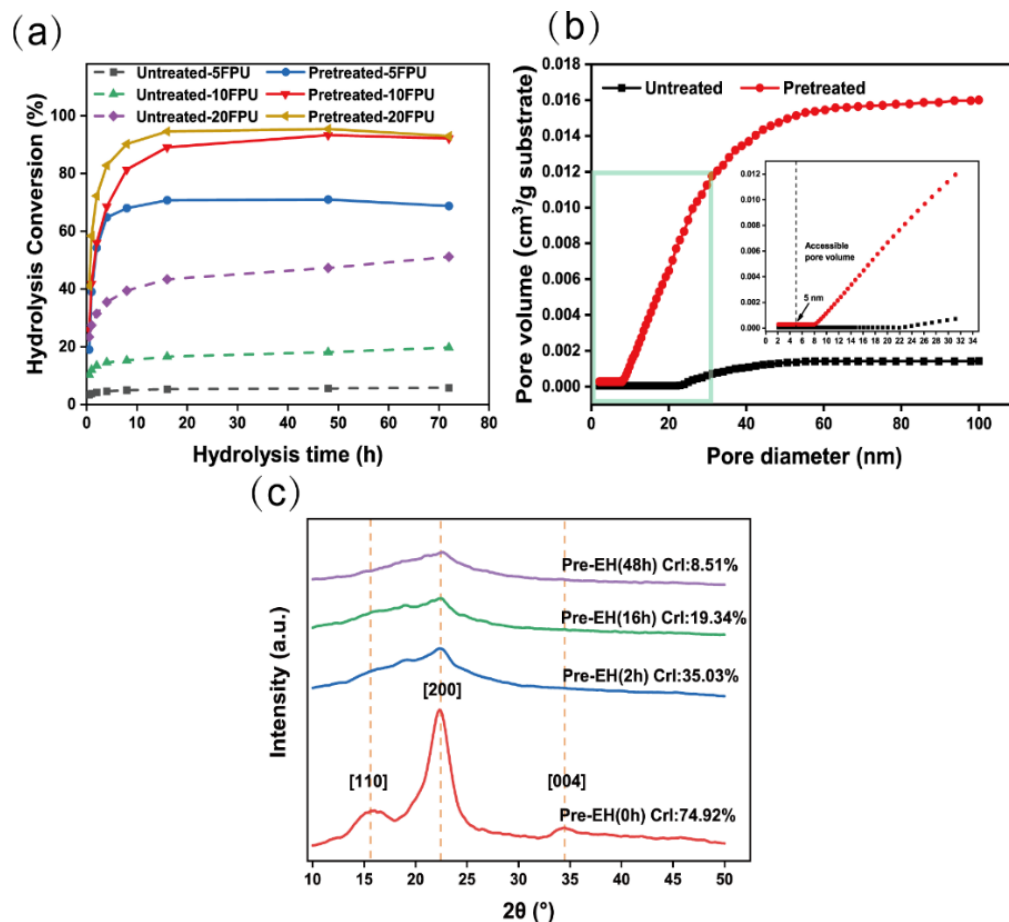 (a)
Untreated-5FPU Pretreated-5FPU
Untreated-10FPU Pretreated-10FPU
Untreated-20FPU Pretreated-20FPU
Hydrolysis Conversion (%)
100
80
60
40
20
0
0 10 20 30 40 50 60 70 80
Hydrolysis time (h)
(b)
Untreated Pretreated
Pore volume (cm³/g substrate)
0.018
0.016
0.014
0.012
0.010
0.008
0.006
0.004
0.002
0.000
0 20 40 60 80 100
Pore diameter (nm)
0.012
0.010
0.008
0.006
0.004
0.002
0.000
Accessible
pore volume
5 nm
0 2 4 6 8 10 12 14 16 18 20 22 24 26 28 30 32 34
(c)
Intensity (a.u.)
Pre-EH(48h) CrI:8.51%
Pre-EH(16h) CrI:19.34%
Pre-EH(2h) CrI:35.03%
[200]
[110] [004]
Pre-EH(0h) CrI:74.92%
10 15 20 25 30 35 40 45 50
2θ (°)